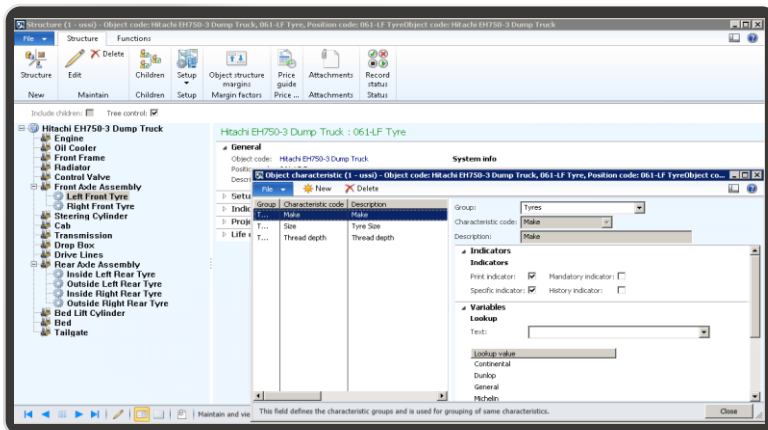 Structure (1 - ussi) - Object code: Hitachi EH750-3 Dump Truck, 061-LF Tyre, Position code: 061-LF TyreObject code: Hitachi EH750-3 Dump Truck
File Structure Functions
Structure Edit Delete Children Setup Object structure margins Price guide Attachments Record status
New Maintain Children Setup Margin factors Price ... Attachments Status
Include children: Tree control:
Hitachi EH750-3 Dump Truck
Engine
Oil Cooler
Front Frame
Radiator
Control Valve
Front Axle Assembly
Left Front Tyre
Right Front Tyre
Steering Cylinder
Cab
Transmission
Drop Box
Drive Lines
Rear Axle Assembly
Inside Left Rear Tyre
Outside Left Rear Tyre
Inside Right Rear Tyre
Outside Right Rear Tyre
Bed Lift Cylinder
Bed
Tailgate
Hitachi EH750-3 Dump Truck : 061-LF Tyre
General
Object code: Hitachi EH750-3 Dump Truck System info
Object characteristic (1 - ussi) - Object code: Hitachi EH750-3 Dump Truck, 061-LF Tyre, Position code: 061-LF TyreObject co...
File New Delete
Group Characteristic code Description
T... Make Make
T... Size Tyre Size
T... Thread depth Thread depth
Group: Tyres
Characteristic code: Make
Description: Make
Indicators
Indicators
Print indicator: Mandatory indicator:
Specific indicator: History indicator:
Variables
Lookup
Text:
Lookup value
Continental
Dunlop
General
Michelin
This field defines the characteristic groups and is used for grouping of same characteristics.
Close
Maintain and vie